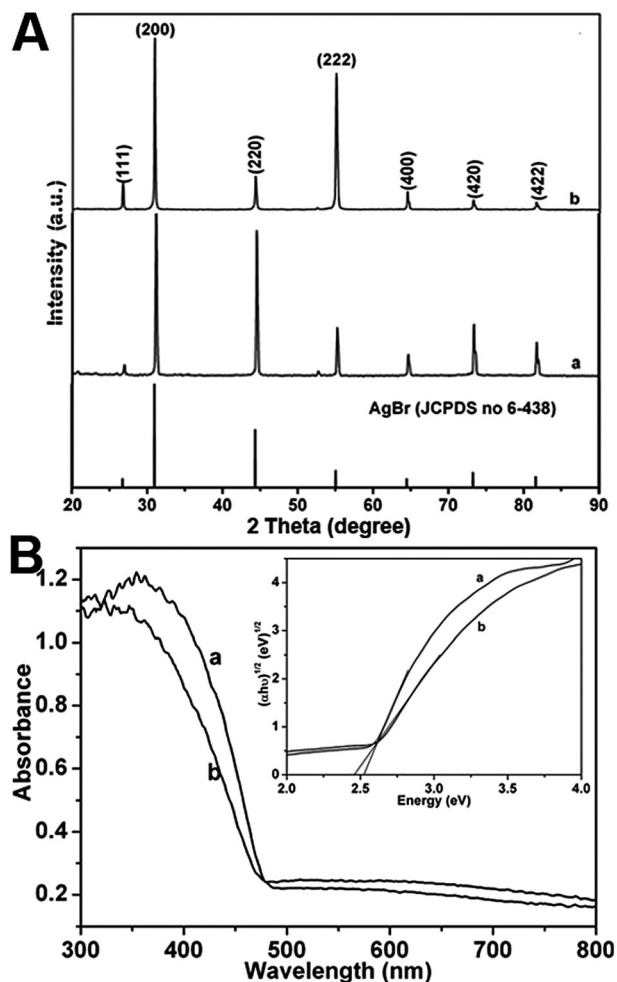 A
(200)
(222)
(111)
(220)
(400)
(420)
(422)
b
Intensity (a.u.)
a
AgBr (JCPDS no 6-438)
20 30 40 50 60 70 80 90
2 Theta (degree)
B
1.2
1.0
0.8
0.6
0.4
0.2
Absorbance
a
b
4
3
2
1
0
(αhυ)1/2 (eV)1/2
a
b
2.0 2.5 3.0 3.5 4.0
Energy (eV)
300 400 500 600 700 800
Wavelength (nm)